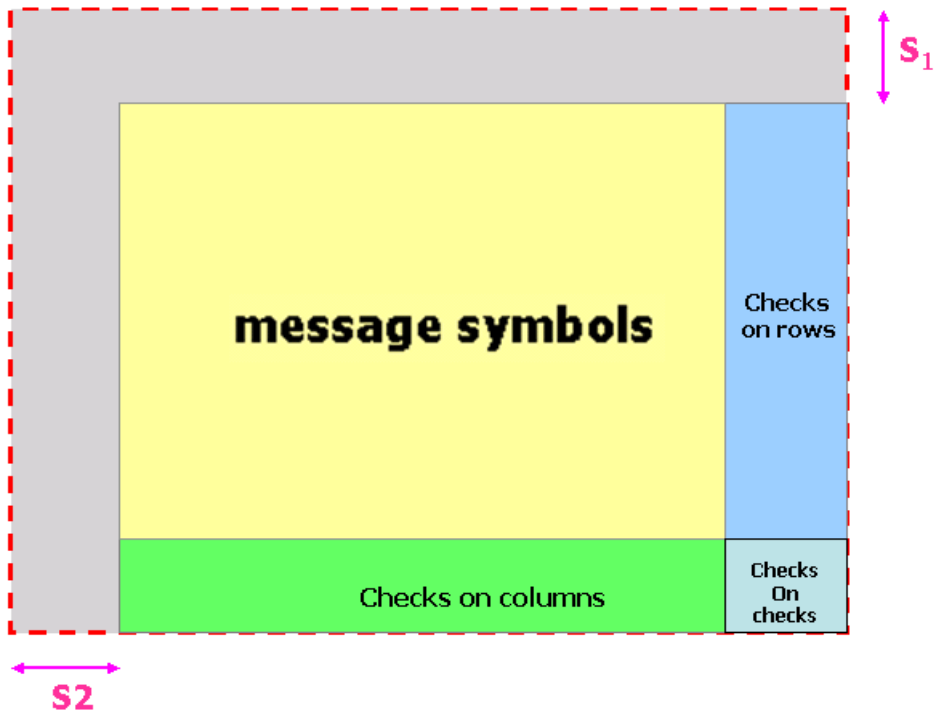 S₁
message symbols
Checks
on rows
Checks on columns
Checks
On
checks
S2